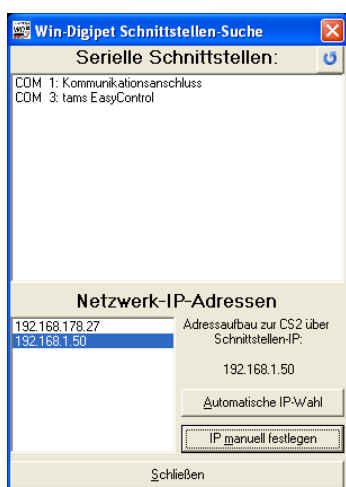 Win-Digipet Schnittstellen-Suche
Serielle Schnittstellen:
COM 1: Kommunikationsanschluss
COM 3: tams EasyControl
Netzwerk-IP-Adressen
192.168.178.27
192.168.1.50
Adressaufbau zur CS2 über
Schnittstellen-IP:
192.168.1.50
Automatische IP-Wahl
IP manuell festlegen
Schließen